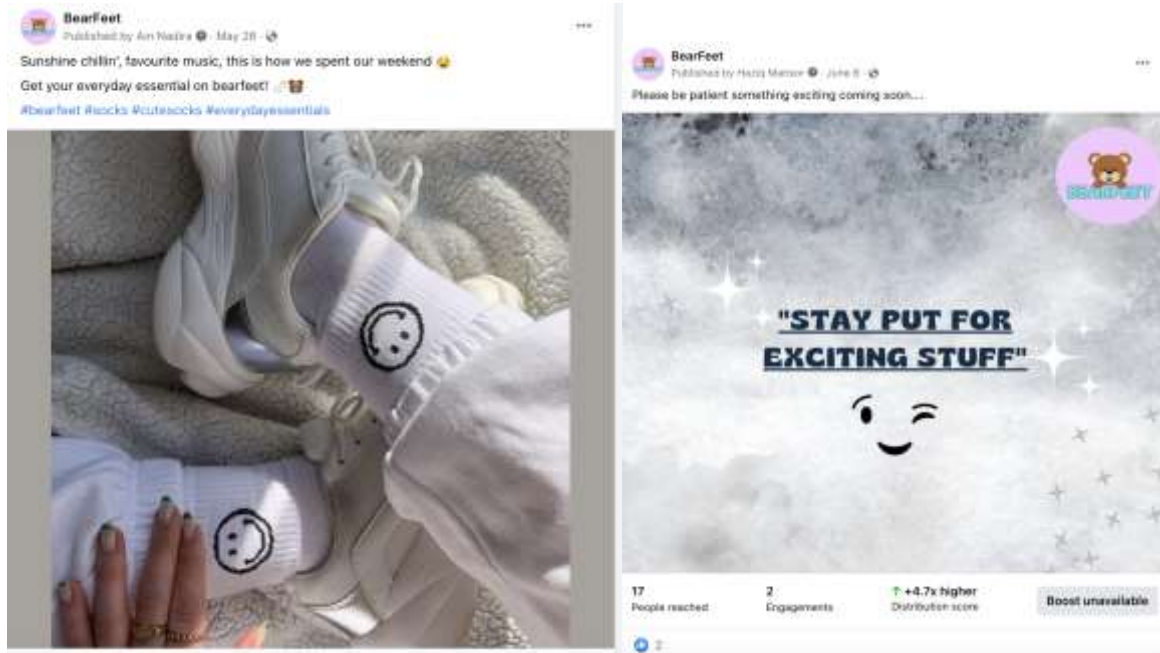 BearFeet
Published by Ain Nadira · May 28 ·
Sunshine chillin', favourite music, this is how we spent our weekend
Get your everyday essential on bearfeet!
#bearfeet #socks #cutesocks #everydayessentials
BearFeet
Published by Haziq Mansor · June 6 ·
Please be patient something exciting coming soon....
BEARFEET
"STAY PUT FOR
EXCITING STUFF"
17
People reached
2
Engagements
↑ +4.7x higher
Distribution score
Boost unavailable
2